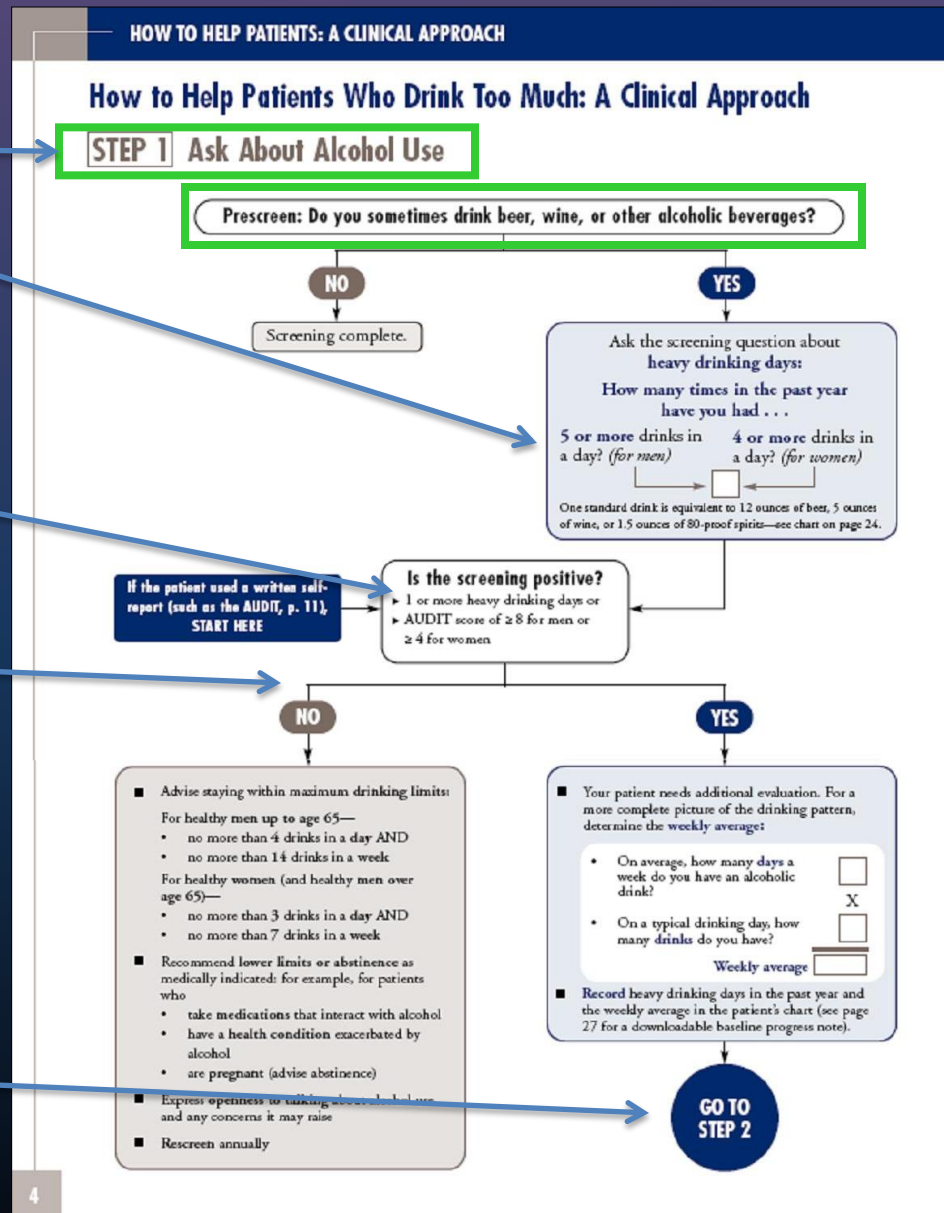 HOW TO HELP PATIENTS: A CLINICAL APPROACH
How to Help Patients Who Drink Too Much: A Clinical Approach
STEP 1 Ask About Alcohol Use
Prescreen: Do you sometimes drink beer, wine, or other alcoholic beverages?
NO
YES
Screening complete.
Ask the screening question about
heavy drinking days:
How many times in the past year
have you had . . .
5 or more drinks in
a day? (for men)
4 or more drinks in
a day? (for women)
One standard drink is equivalent to 12 ounces of beer, 5 ounces
of wine, or 1.5 ounces of 80-proof spirits—see chart on page 24.
If the patient used a written self-
report (such as the AUDIT, p. 11),
START HERE
Is the screening positive?
▸ 1 or more heavy drinking days or
▸ AUDIT score of ≥ 8 for men or
≥ 4 for women
NO
YES
■ Advise staying within maximum drinking limits:
For healthy men up to age 65—
• no more than 4 drinks in a day AND
• no more than 14 drinks in a week
For healthy women (and healthy men over
age 65)—
• no more than 3 drinks in a day AND
• no more than 7 drinks in a week
■ Recommend lower limits or abstinence as
medically indicated: for example, for patients
who
• take medications that interact with alcohol
• have a health condition exacerbated by
alcohol
• are pregnant (advise abstinence)
■ Express openness to talking about alcohol use
and any concerns it may raise
■ Rescreen annually
■ Your patient needs additional evaluation. For a
more complete picture of the drinking pattern,
determine the weekly average:
• On average, how many days a
week do you have an alcoholic
drink?
X
• On a typical drinking day, how
many drinks do you have?
Weekly average
■ Record heavy drinking days in the past year and
the weekly average in the patient's chart (see page
27 for a downloadable baseline progress note).
GO TO
STEP 2
4